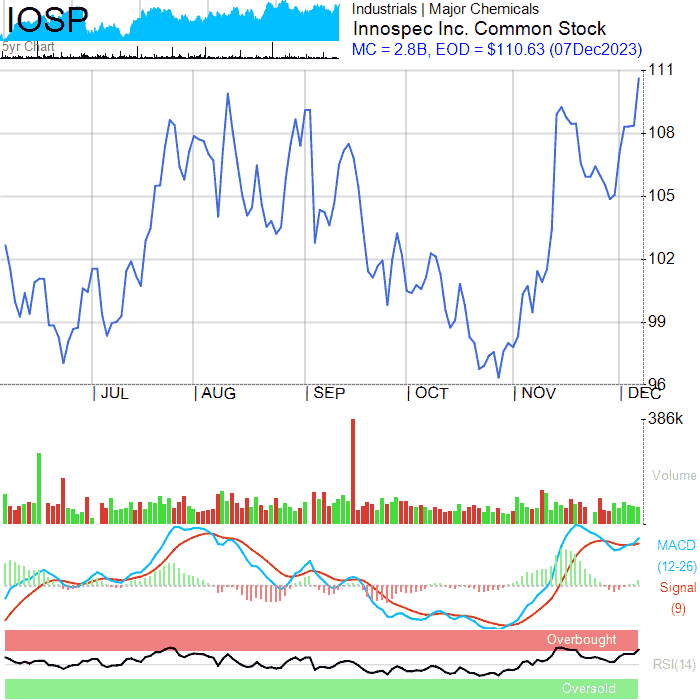 IOSP
5yr Chart
Industrials | Major Chemicals
Innospec Inc. Common Stock
MC = 2.8B, EOD = $110.63 (07Dec2023)
111
108
105
102
99
96
JUL AUG SEP OCT NOV DEC
386k
Volume
MACD
(12-26)
Signal
(9)
Overbought
RSI(14)
Oversold